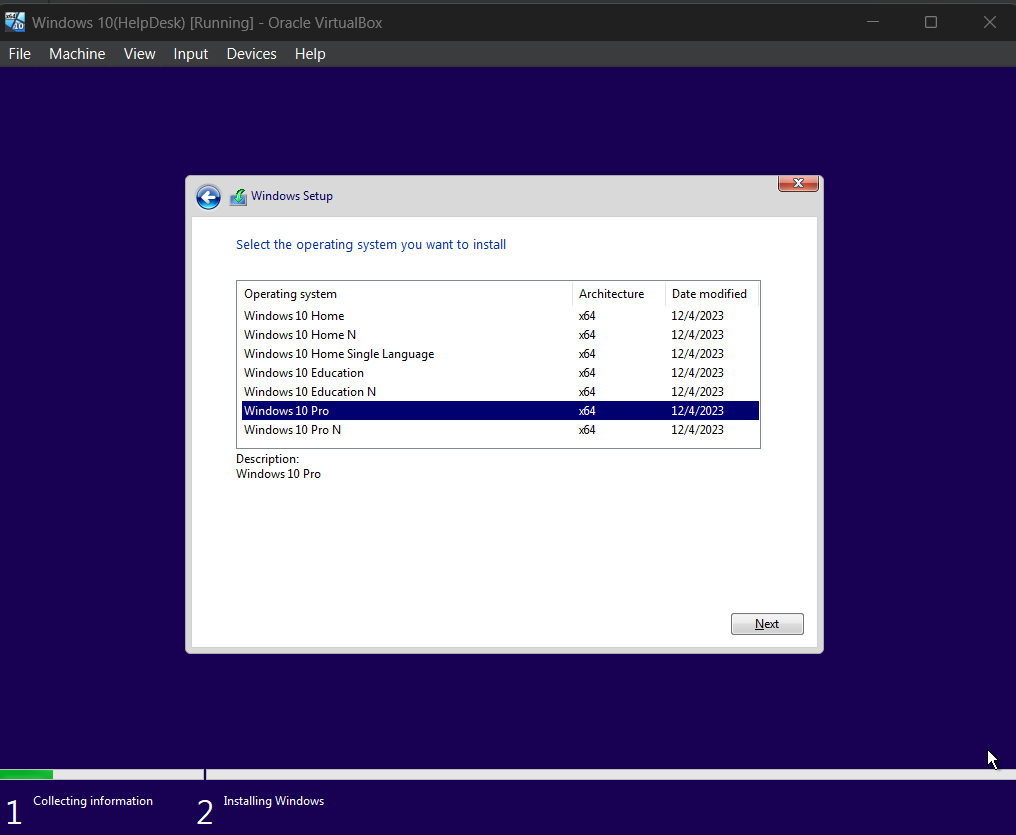 Windows 10(HelpDesk) [Running] - Oracle VirtualBox
File Machine View Input Devices Help
Windows Setup
Select the operating system you want to install
Operating system Architecture Date modified
Windows 10 Home x64 12/4/2023
Windows 10 Home N x64 12/4/2023
Windows 10 Home Single Language x64 12/4/2023
Windows 10 Education x64 12/4/2023
Windows 10 Education N x64 12/4/2023
Windows 10 Pro x64 12/4/2023
Windows 10 Pro N x64 12/4/2023
Description:
Windows 10 Pro
Next
1 Collecting information 2 Installing Windows